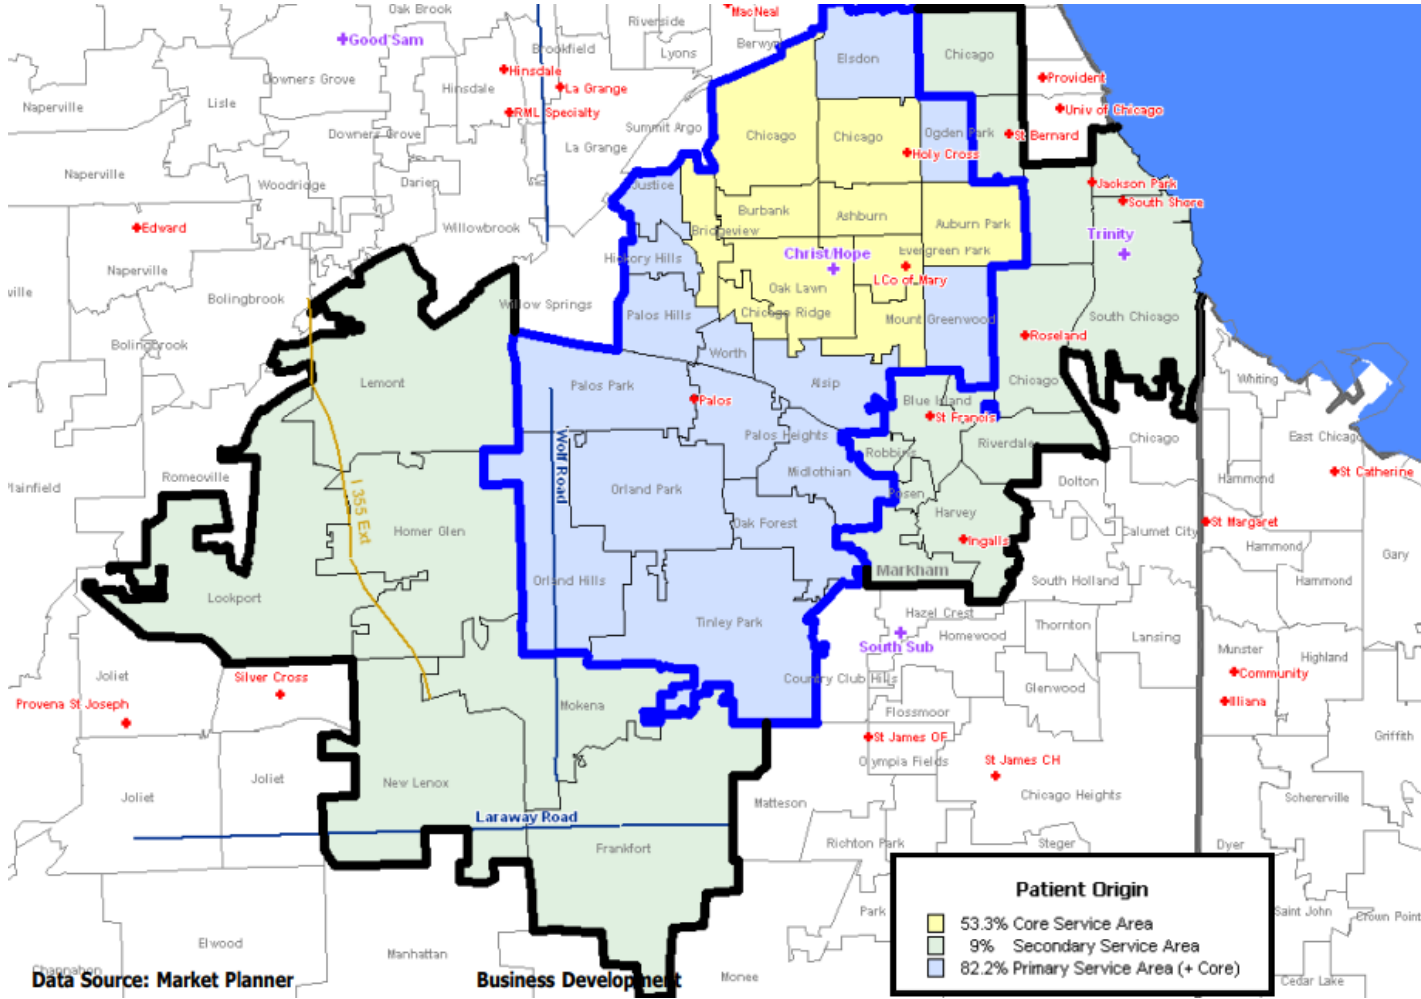 Oak Brook
MacNeal
Good Sam
Riverside
Brookfield
Berwyn
Lyons
Elsdon
Chicago
Downers Grove
Hinsdale
Hinsdale
La Grange
Provident
Naperville
Lisle
RML Specialty
Univ of Chicago
Summit Argo
Downers Grove
La Grange
Chicago
Chicago
Ogden Park
St Bernard
Holy Cross
Naperville
Woodridge
Darien
Justice
Jackson Park
South Shore
Edward
Willowbrook
Burbank
Ashburn
Auburn Park
Bridgeview
Trinity
Naperville
Hickory Hills
Christ/Hope
Evergreen Park
ville
Bolingbrook
Willow Springs
Oak Lawn
LCo of Mary
Palos Hills
Chicago Ridge
Mount Greenwood
South Chicago
Bolingbrook
Worth
Roseland
Lemont
Palos Park
Alsip
Chicago
Whiting
Palos
Blue Island
St Francis
Wolf Road
Palos Heights
Robbins
Riverdale
Chicago
East Chicago
Plainfield
Romeoville
Midlothian
Dolton
Hammond
St Catherine
I 355 Ext
Orland Park
Posen
Harvey
Homer Glen
Oak Forest
Calumet City
St Margaret
Ingalls
Hammond
Gary
Orland Hills
Markham
South Holland
Hammond
Lockport
Hazel Crest
Tinley Park
Homewood
Thornton
Lansing
South Sub
Munster
Highland
Joliet
Silver Cross
Country Club Hills
Glenwood
Community
Provena St Joseph
Mokena
Flossmoor
Illiana
St James OF
Griffith
Olympia Fields
St James CH
Joliet
Joliet
New Lenox
Matteson
Chicago Heights
Schererville
Laraway Road
Frankfort
Richton Park
Steger
Dyer
Park
Saint John
Crown Point
Elwood
Manhattan
Monee
Channahon
Cedar Lake
Patient Origin
53.3% Core Service Area
9% Secondary Service Area
82.2% Primary Service Area (+ Core)
Data Source: Market Planner
Business Development